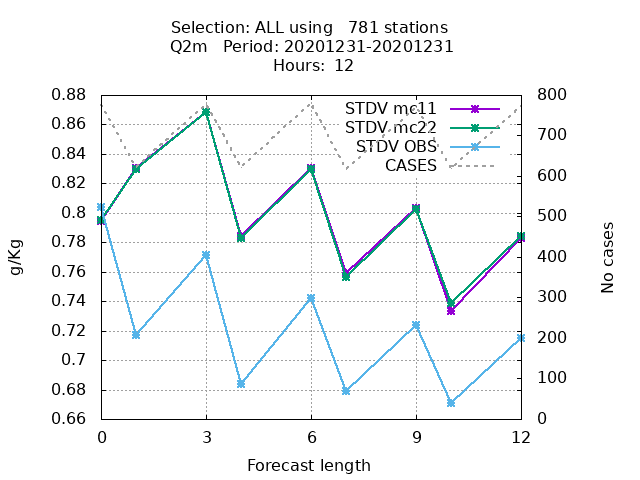 Selection: ALL using   781 stations
Q2m   Period: 20201231-20201231
Hours: 12
0.88
0.86
0.84
0.82
0.8
0.78
0.76
0.74
0.72
0.7
0.68
0.66
g/Kg
STDV mc11
STDV mc22
STDV OBS
CASES
800
700
600
500
400
300
200
100
0
No cases
0
3
6
9
12
Forecast length